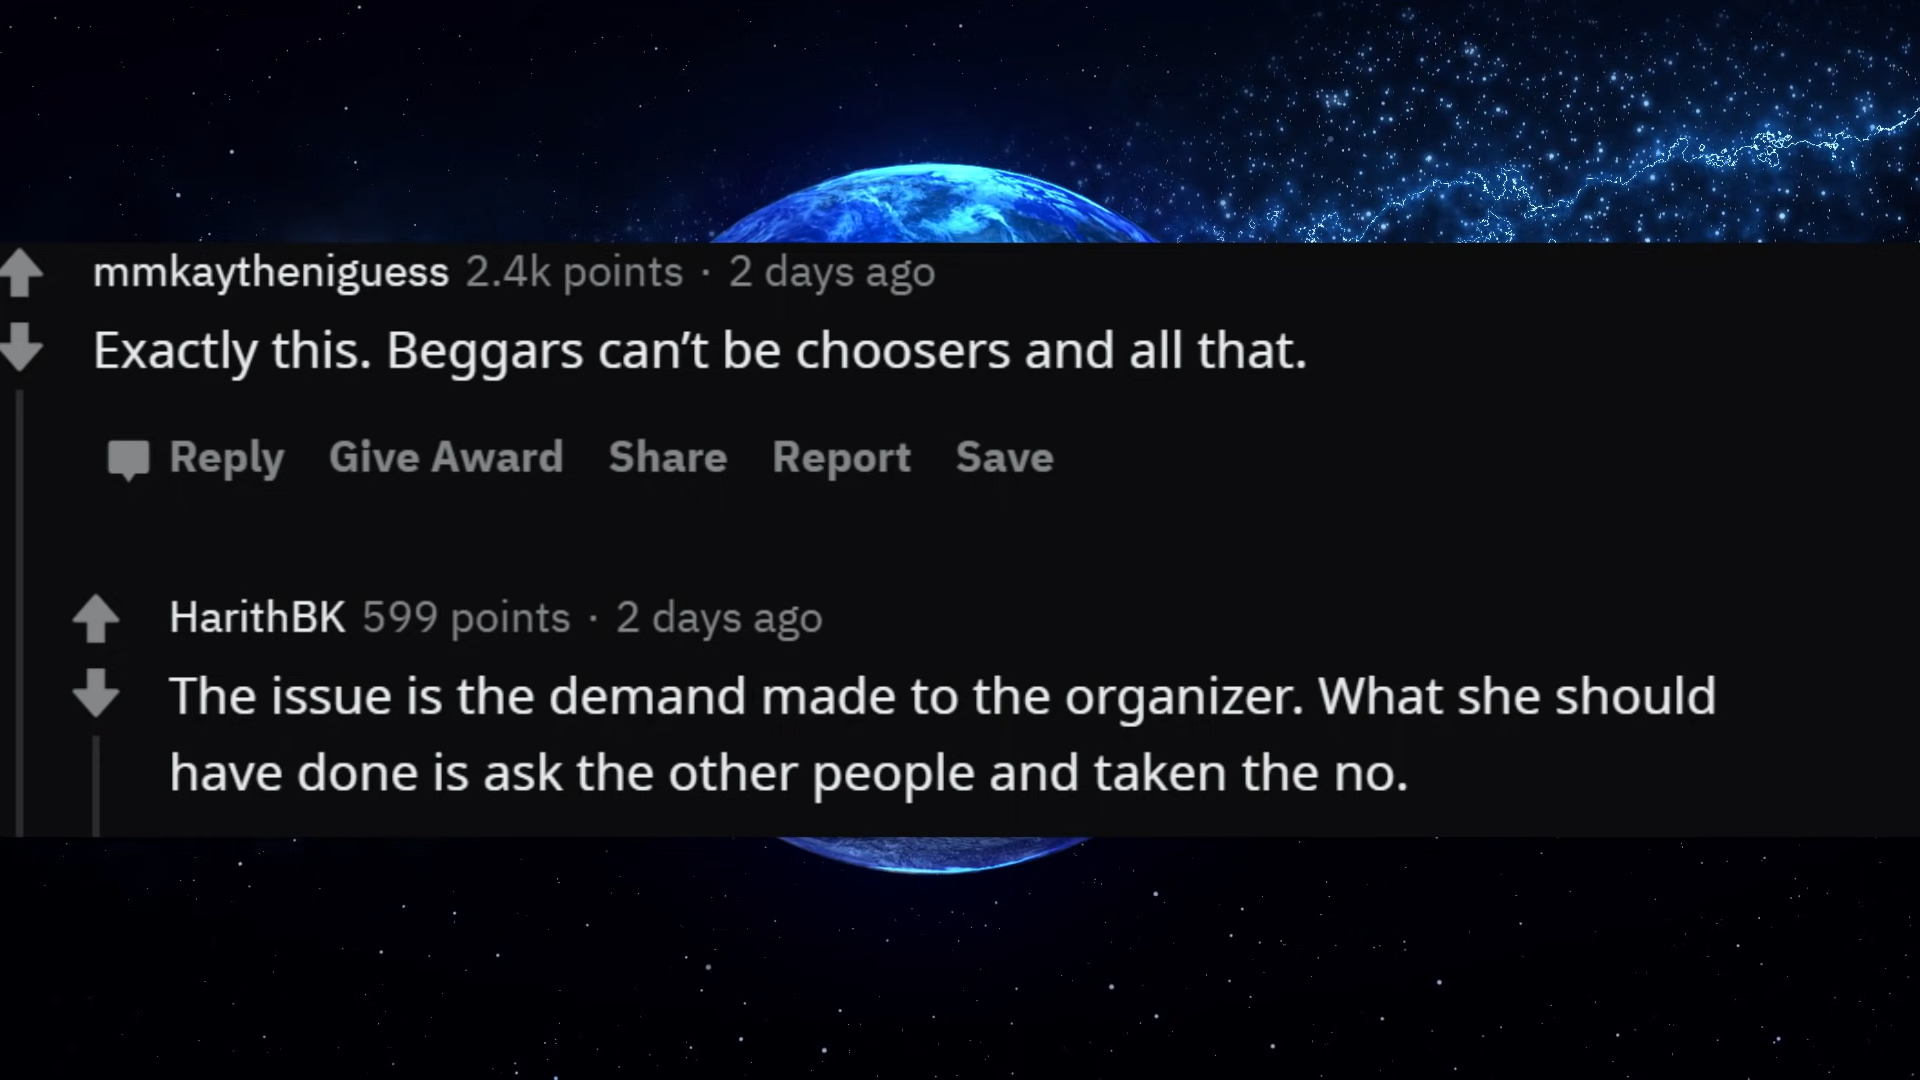 mmkaytheniguess 2.4k points · 2 days ago
Exactly this. Beggars can’t be choosers and all that.
Reply Give Award Share Report Save
HarithBK 599 points · 2 days ago
The issue is the demand made to the organizer. What she should
have done is ask the other people and taken the no.